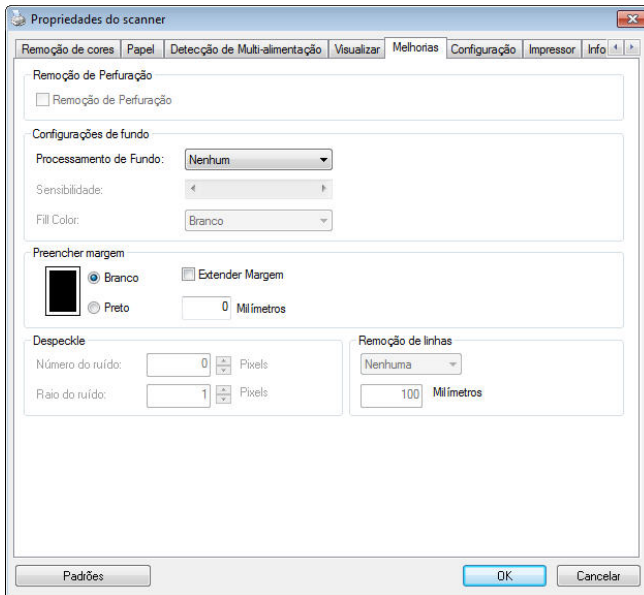 Propriedades do scanner
Remoção de cores Papel Detecção de Multi-alimentação Visualizar Melhorias Configuração Impressor Info
Remoção de Perfuração
Remoção de Perfuração
Configurações de fundo
Processamento de Fundo: Nenhum
Sensibilidade:
Fill Color: Branco
Preencher margem
Branco Extender Margem
Preto 0 Milímetros
Despeckle Remoção de linhas
Número do ruído: 0 Pixels Nenhuma
Raio do ruído: 1 Pixels 100 Milímetros
Padrões OK Cancelar